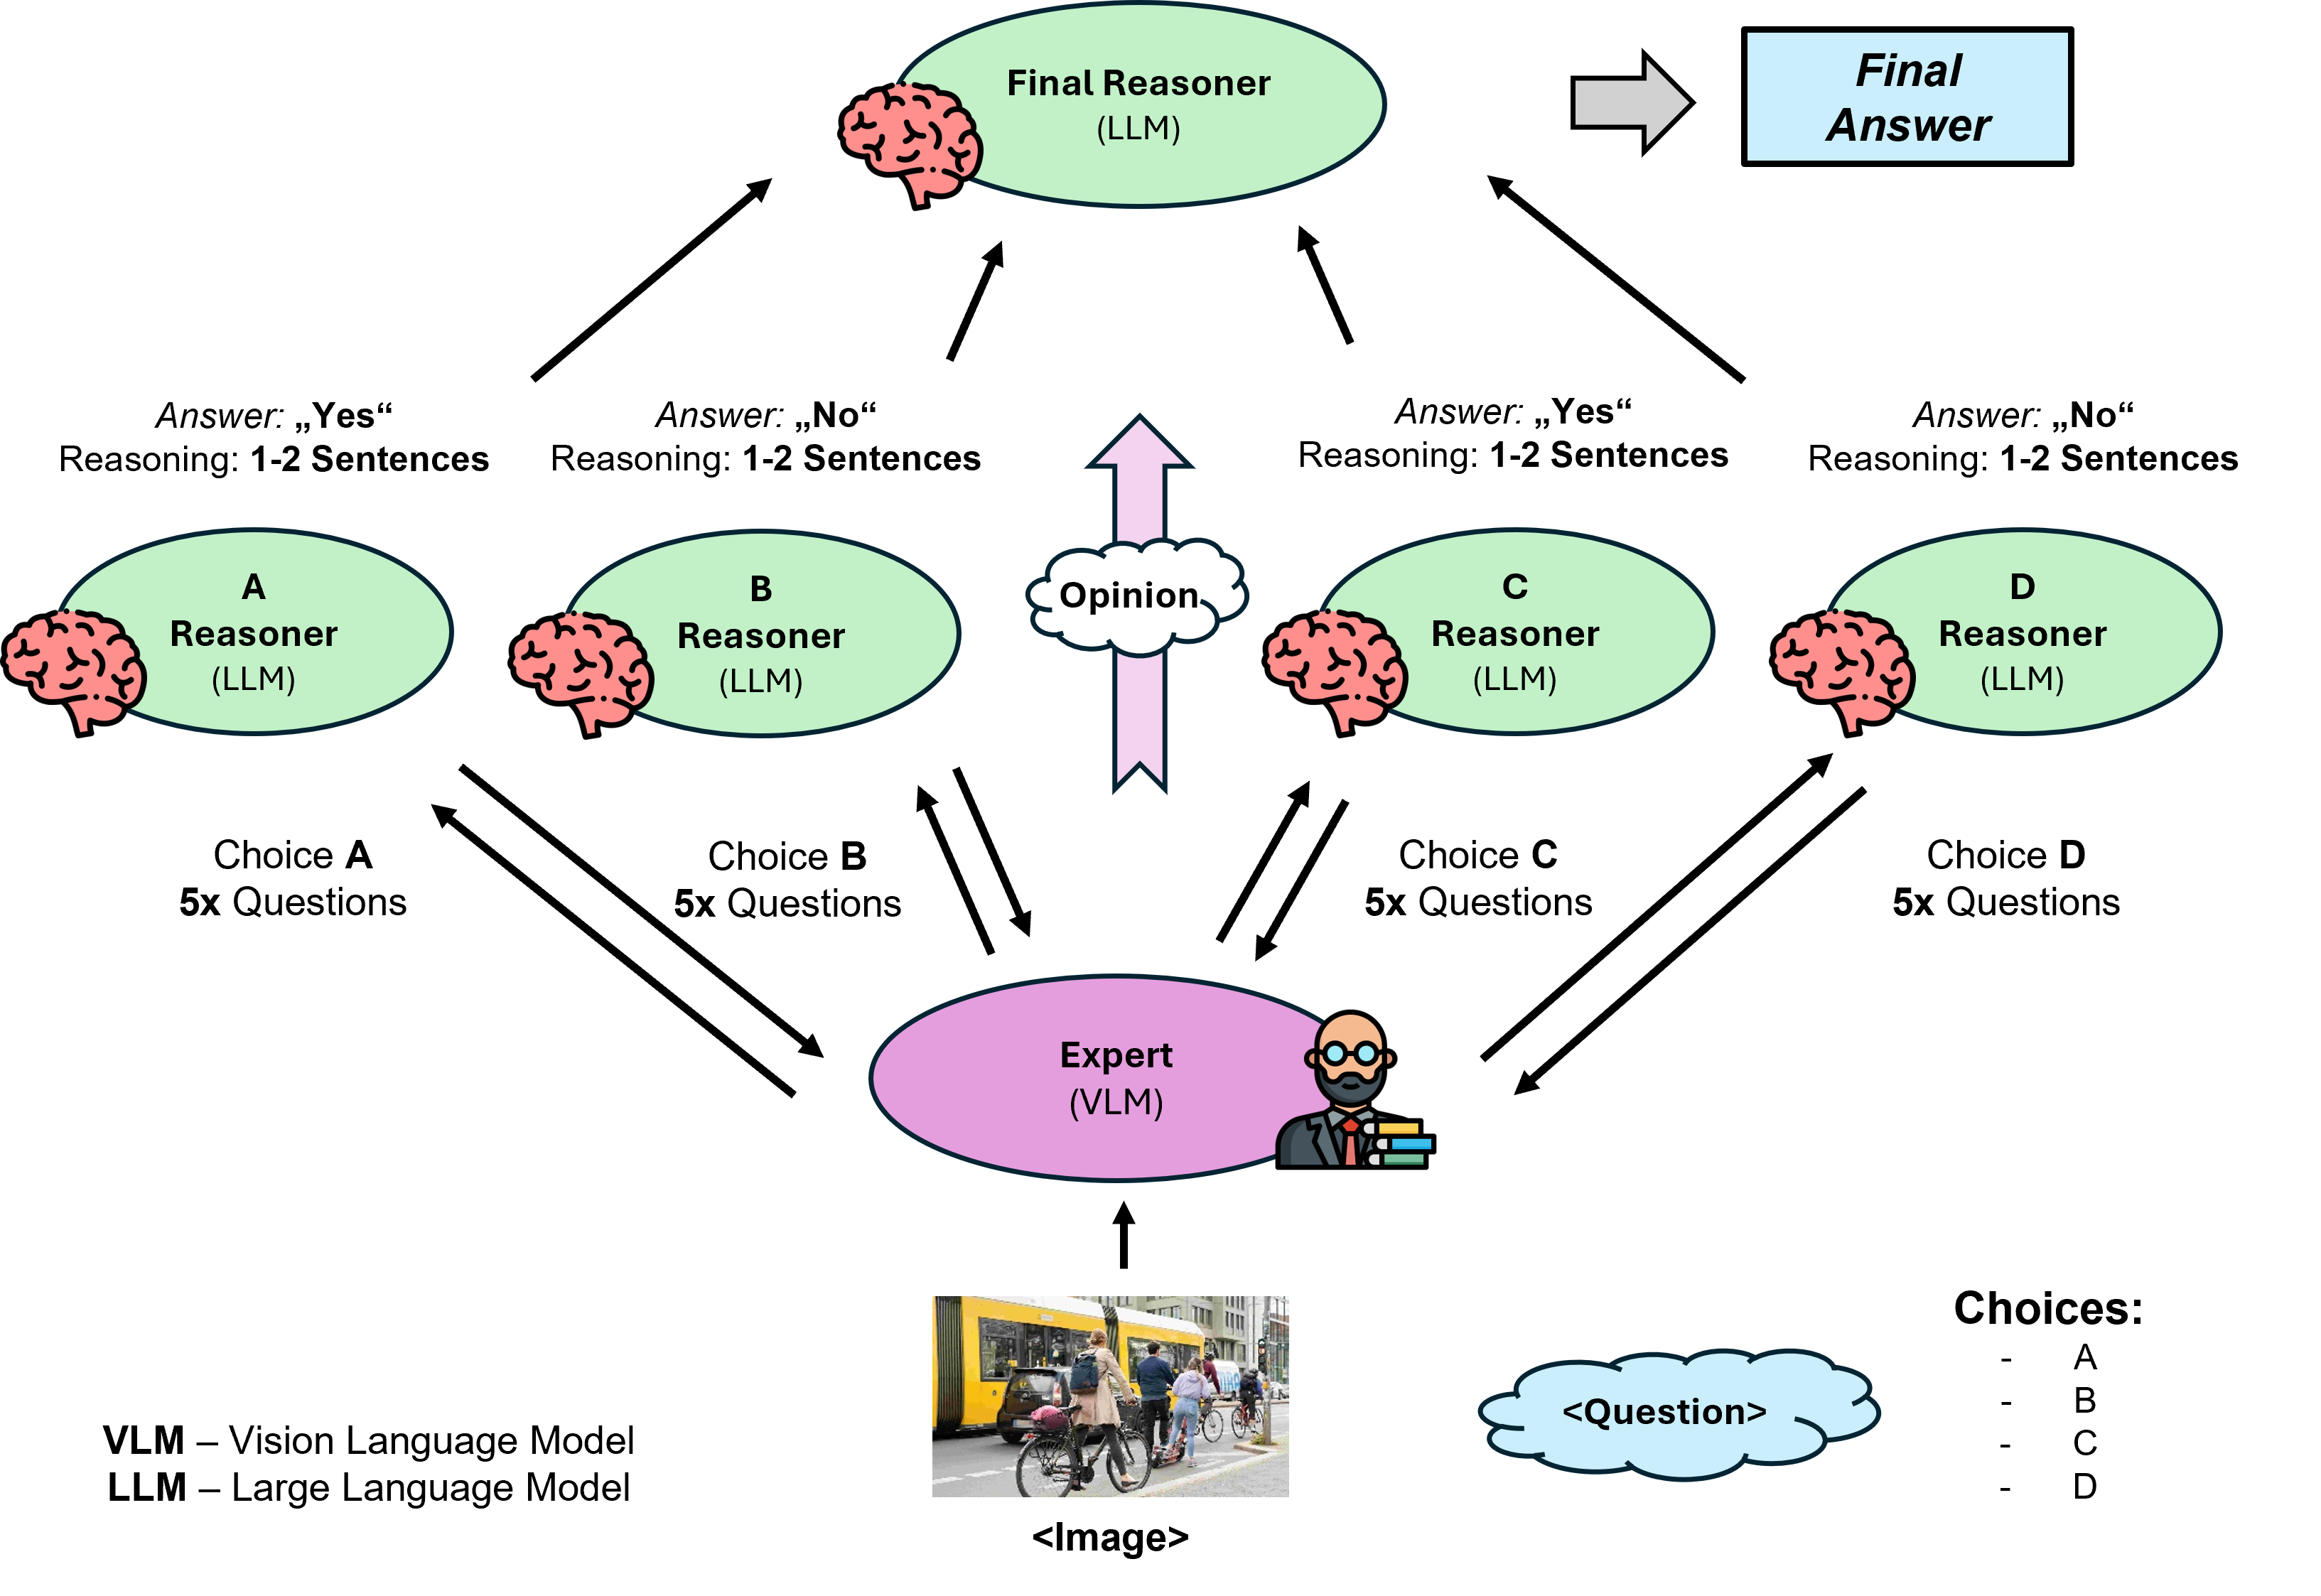 Final Reasoner
(LLM)
Final
Answer
Answer: „Yes“
Reasoning: 1-2 Sentences
Answer: „No“
Reasoning: 1-2 Sentences
Answer: „Yes“
Reasoning: 1-2 Sentences
Answer: „No“
Reasoning: 1-2 Sentences
A
Reasoner
(LLM)
B
Reasoner
(LLM)
Opinion
C
Reasoner
(LLM)
D
Reasoner
(LLM)
Choice A
5x Questions
Choice B
5x Questions
Choice C
5x Questions
Choice D
5x Questions
Expert
(VLM)
VLM – Vision Language Model
LLM – Large Language Model
<Image>
<Question>
Choices:
- A
- B
- C
- D